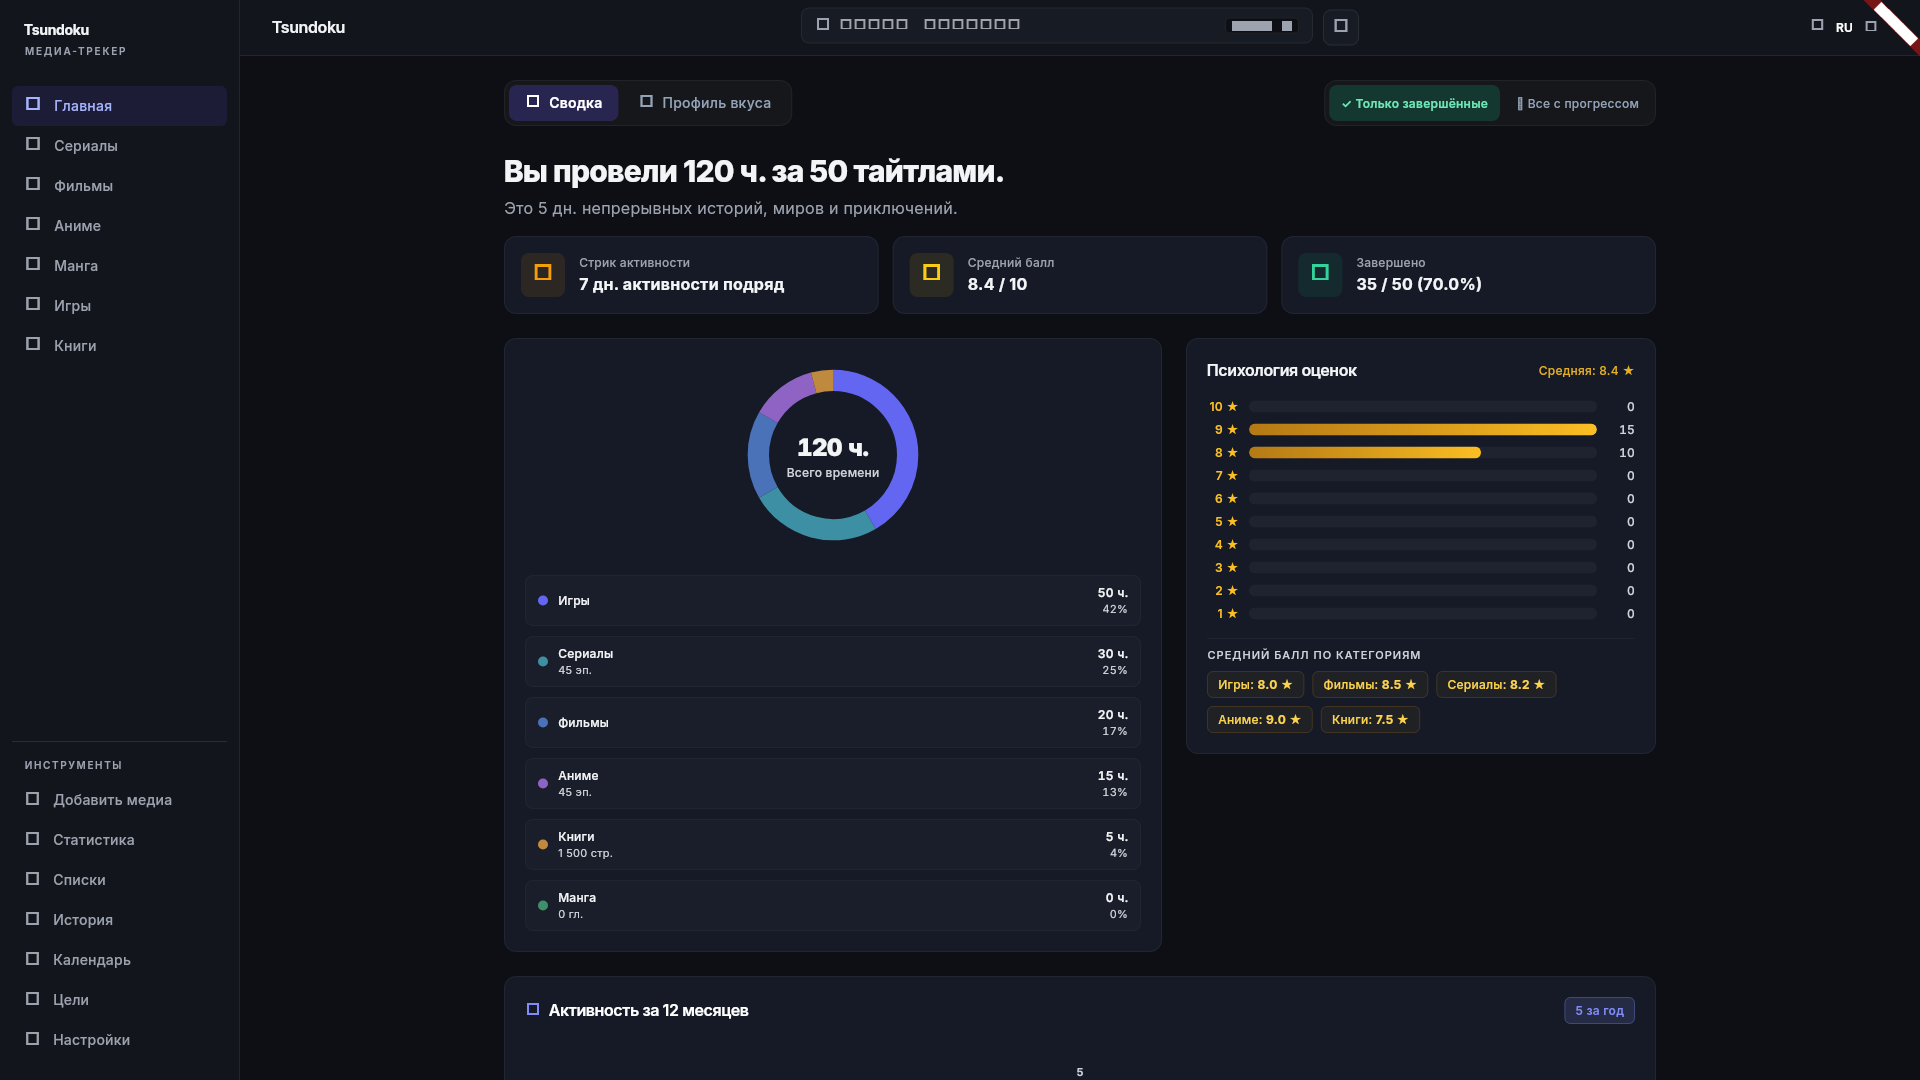 Tsundoku
МЕДИА-ТРЕКЕР
Главная
Сериалы
Фильмы
Аниме
Манга
Игры
Книги
ИНСТРУМЕНТЫ
Добавить медиа
Статистика
Списки
История
Календарь
Цели
Настройки
Tsundoku
RU
Сводка
Профиль вкуса
✓ Только завершённые
Все с прогрессом
Вы провели 120 ч. за 50 тайтлами.
Это 5 дн. непрерывных историй, миров и приключений.
Стрик активности
7 дн. активности подряд
Средний балл
8.4 / 10
Завершено
35 / 50 (70.0%)
120 ч.
Всего времени
Игры
50 ч.
42%
Сериалы
45 эп.
30 ч.
25%
Фильмы
20 ч.
17%
Аниме
45 эп.
15 ч.
13%
Книги
1 500 стр.
5 ч.
4%
Манга
0 гл.
0 ч.
0%
Психология оценок
Средняя: 8.4 ★
10 ★ 0
9 ★ 15
8 ★ 10
7 ★ 0
6 ★ 0
5 ★ 0
4 ★ 0
3 ★ 0
2 ★ 0
1 ★ 0
СРЕДНИЙ БАЛЛ ПО КАТЕГОРИЯМ
Игры: 8.0 ★
Фильмы: 8.5 ★
Сериалы: 8.2 ★
Аниме: 9.0 ★
Книги: 7.5 ★
Активность за 12 месяцев
5 за год
5